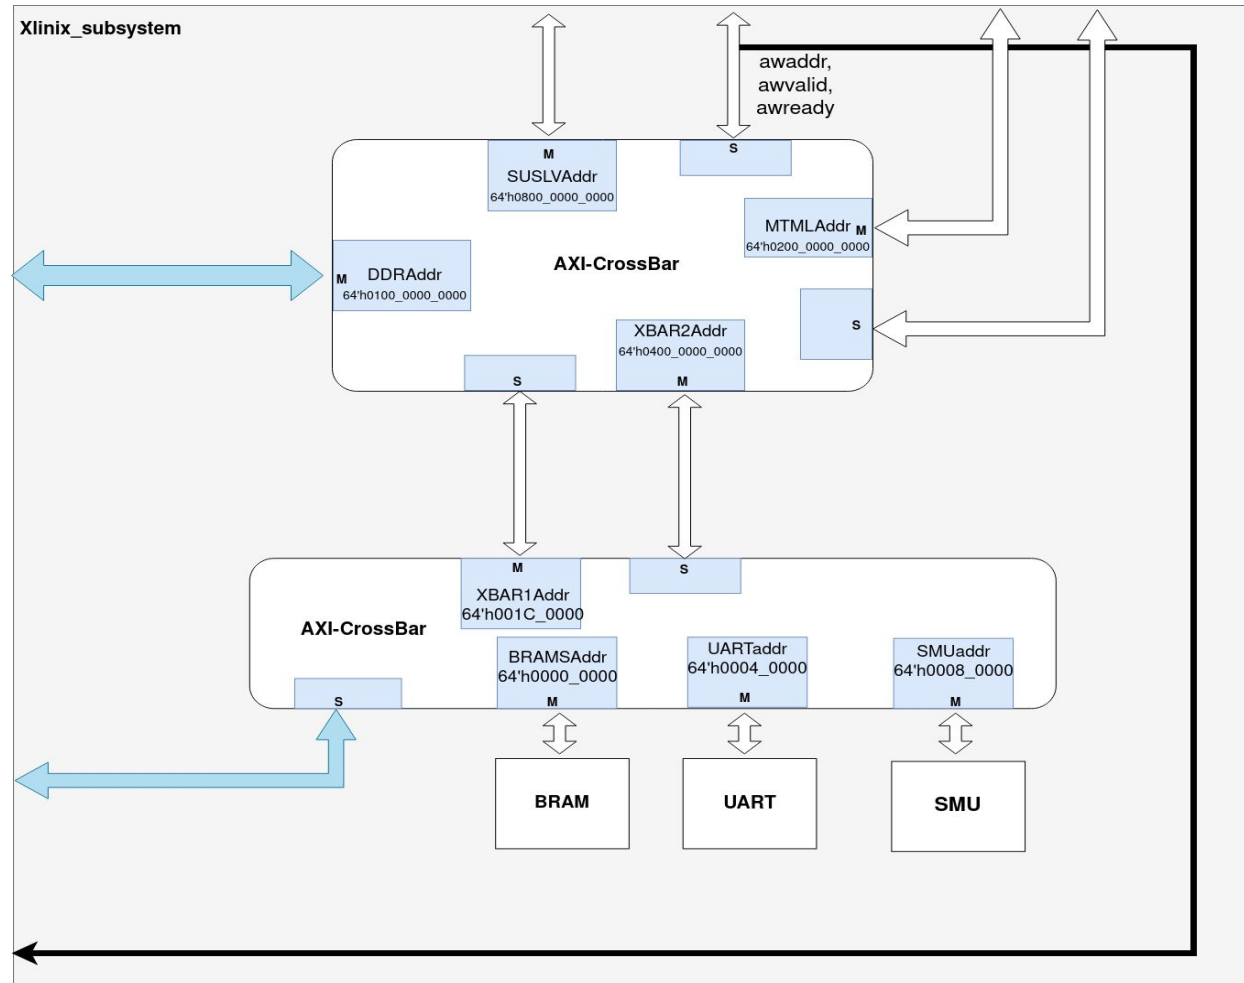 Xlinix_subsystem
awaddr,
awvalid,
awready
M
SUSLVAddr
64'h0800_0000_0000
S
MTMLAddr M
64'h0200_0000_0000
AXI-CrossBar
M DDRAddr
64'h0100_0000_0000
S
XBAR2Addr
64'h0400_0000_0000
M
S
M
XBAR1Addr
64'h001C_0000
S
AXI-CrossBar
BRAMSAddr
64'h0000_0000
M
UARTaddr
64'h0004_0000
M
SMUaddr
64'h0008_0000
M
S
BRAM
UART
SMU